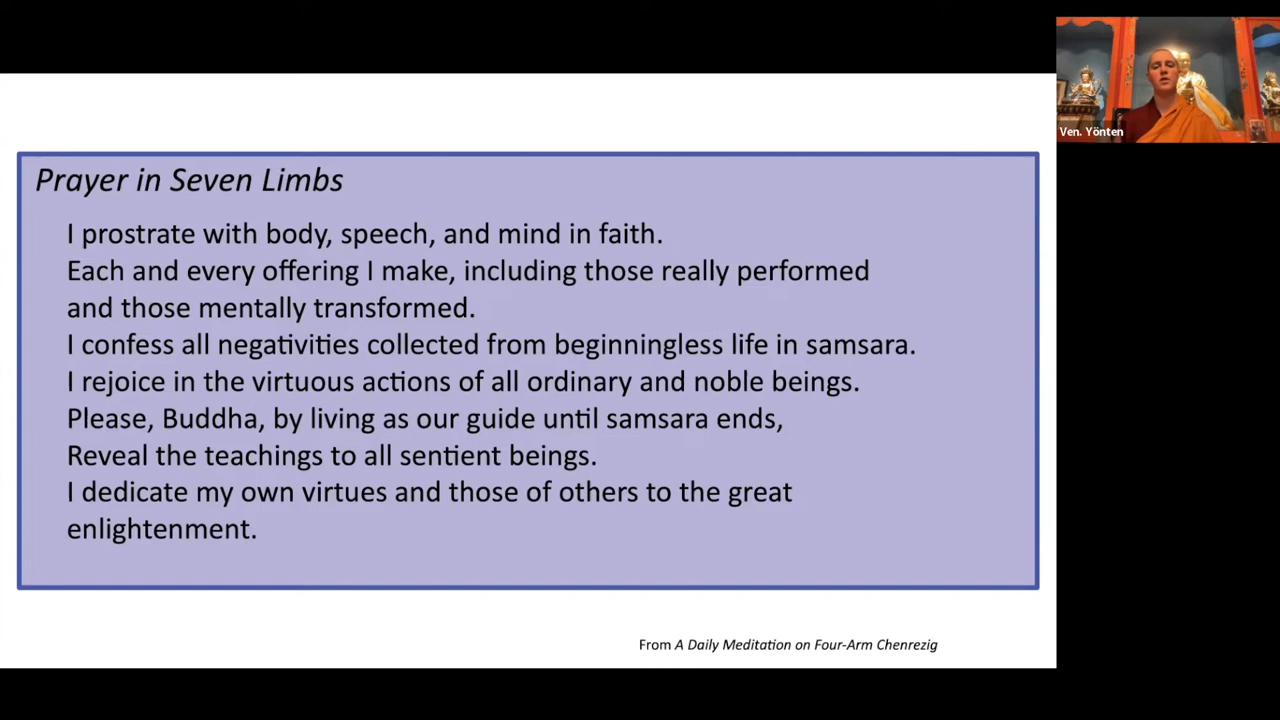 Prayer in Seven Limbs
I prostrate with body, speech, and mind in faith.
Each and every offering I make, including those really performed
and those mentally transformed.
I confess all negativities collected from beginningless life in samsara.
I rejoice in the virtuous actions of all ordinary and noble beings.
Please, Buddha, by living as our guide until samsara ends,
Reveal the teachings to all sentient beings.
I dedicate my own virtues and those of others to the great
enlightenment.
From A Daily Meditation on Four-Arm Chenrezig
Ven. Yönten